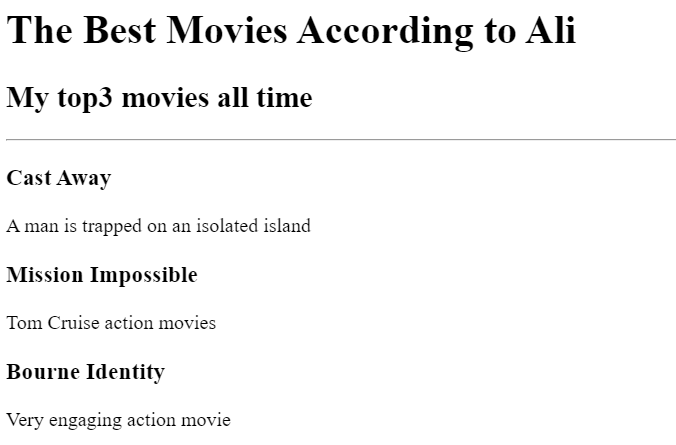 The Best Movies According to Ali
My top3 movies all time
Cast Away
A man is trapped on an isolated island
Mission Impossible
Tom Cruise action movies
Bourne Identity
Very engaging action movie